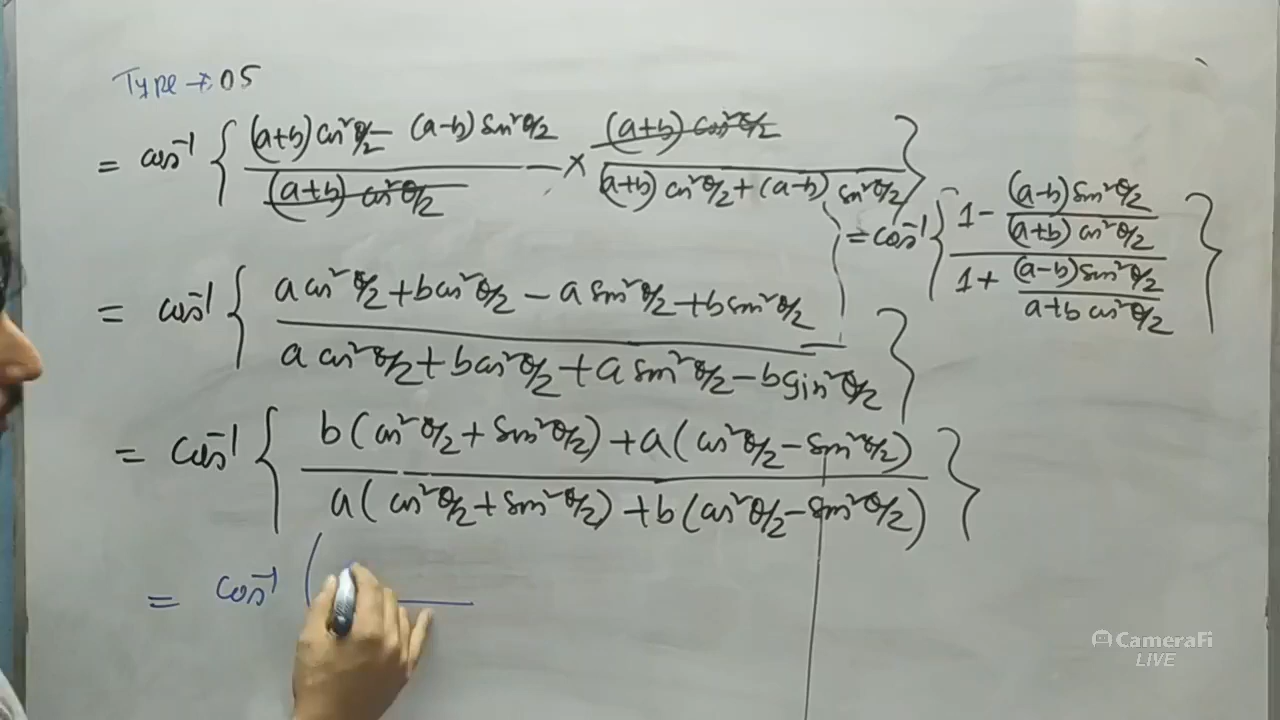 Type → 05
= cos⁻¹ { (a+b) cos²θ/2 - (a-b) sin²θ/2 / (a+b) cos²θ/2 × (a+b) cos²θ/2 / (a+b) cos²θ/2 + (a-b) sin²θ/2 }
= cos⁻¹ { 1 - (a-b) sin²θ/2 / (a+b) cos²θ/2 / 1 + (a-b) sin²θ/2 / a+b cos²θ/2 }
= cos⁻¹ { a cos²θ/2 + b cos²θ/2 - a sin²θ/2 + b sin²θ/2 / a cos²θ/2 + b cos²θ/2 + a sin²θ/2 - b sin²θ/2 }
= cos⁻¹ { b (cos²θ/2 + sin²θ/2) + a (cos²θ/2 - sin²θ/2) / a (cos²θ/2 + sin²θ/2) + b (cos²θ/2 - sin²θ/2) }
= cos⁻¹ (
CameraFi
LIVE